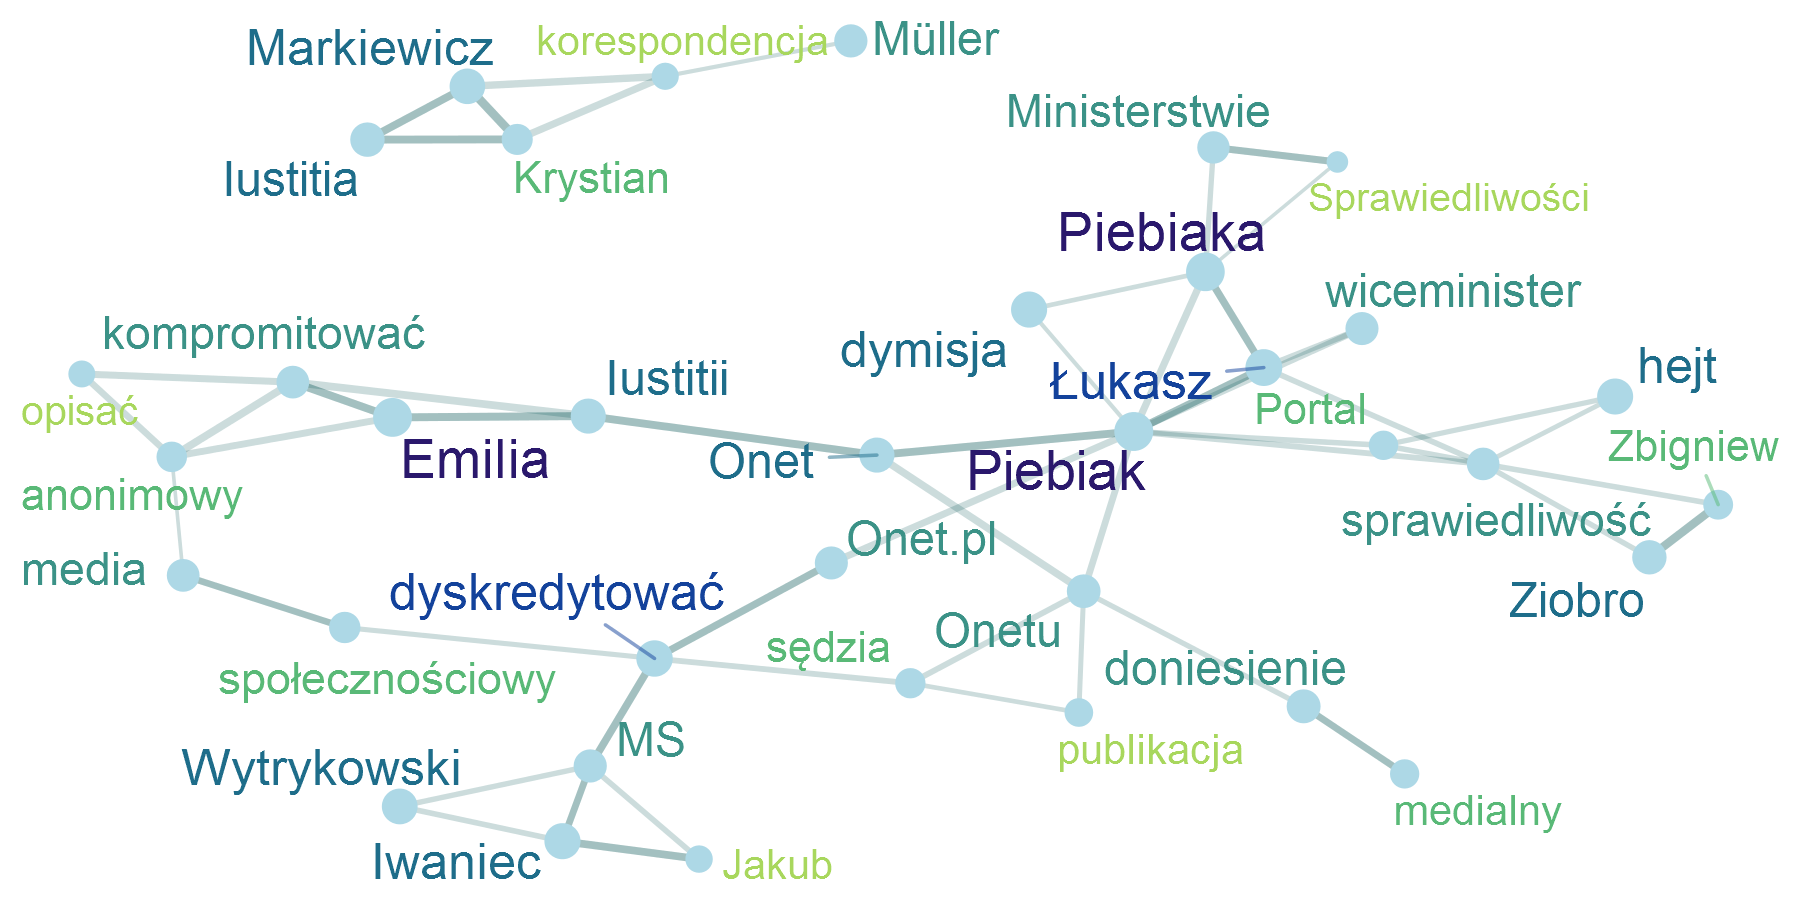 Markiewicz
korespondencja
Müller
Iustitia
Krystian
Ministerstwie
Sprawiedliwości
Piebiaka
wiceminister
kompromitować
Iustitii
dymisja
Łukasz
hejt
opisać
Portal
Emilia
Onet
Piebiak
Zbigniew
anonimowy
sprawiedliwość
media
Onet.pl
dyskredytować
Ziobro
społecznościowy
sędzia
Onetu
doniesienie
Wytrykowski
MS
publikacja
medialny
Iwaniec
Jakub